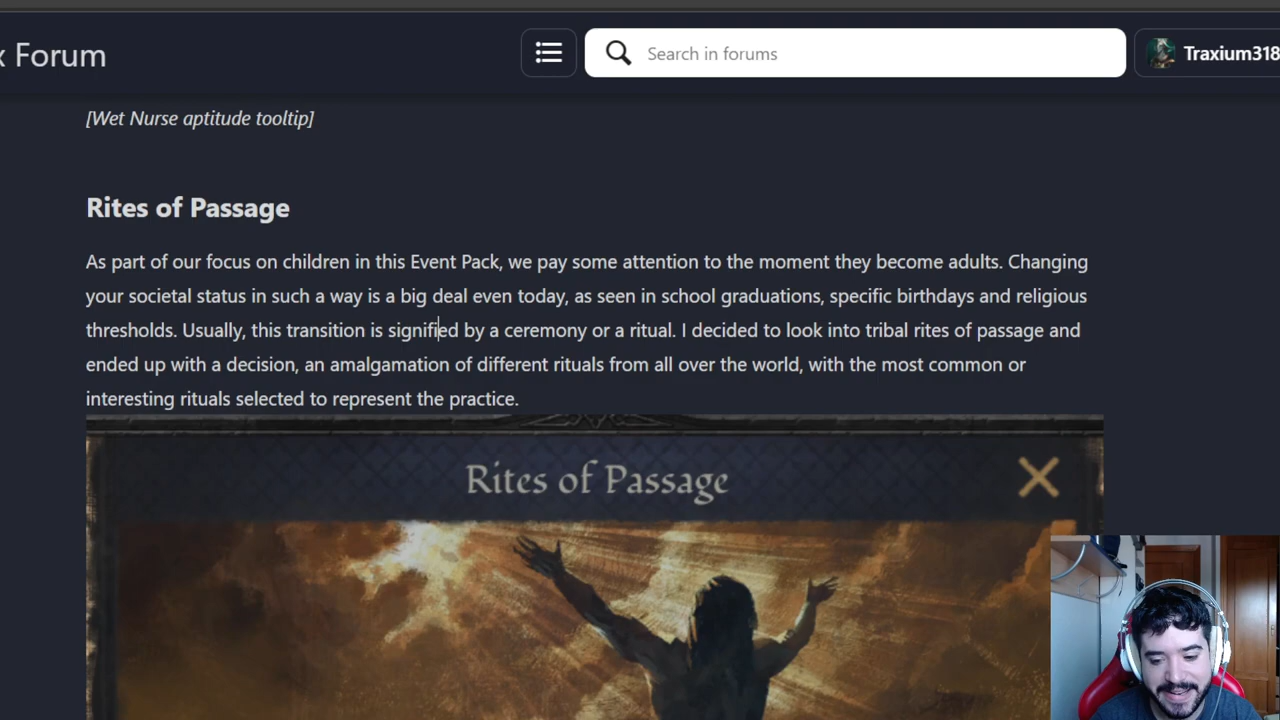 x Forum
Search in forums
Traxium318
[Wet Nurse aptitude tooltip]
Rites of Passage
As part of our focus on children in this Event Pack, we pay some attention to the moment they become adults. Changing
your societal status in such a way is a big deal even today, as seen in school graduations, specific birthdays and religious
thresholds. Usually, this transition is signified by a ceremony or a ritual. I decided to look into tribal rites of passage and
ended up with a decision, an amalgamation of different rituals from all over the world, with the most common or
interesting rituals selected to represent the practice.
Rites of Passage